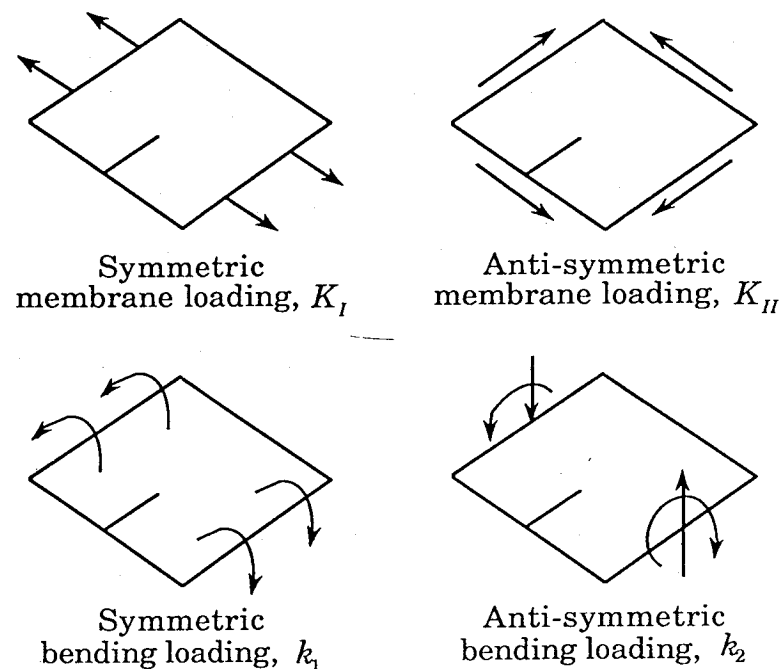 Symmetric
membrane loading, K_I
Anti-symmetric
membrane loading, K_II
Symmetric
bending loading, k_1
Anti-symmetric
bending loading, k_2